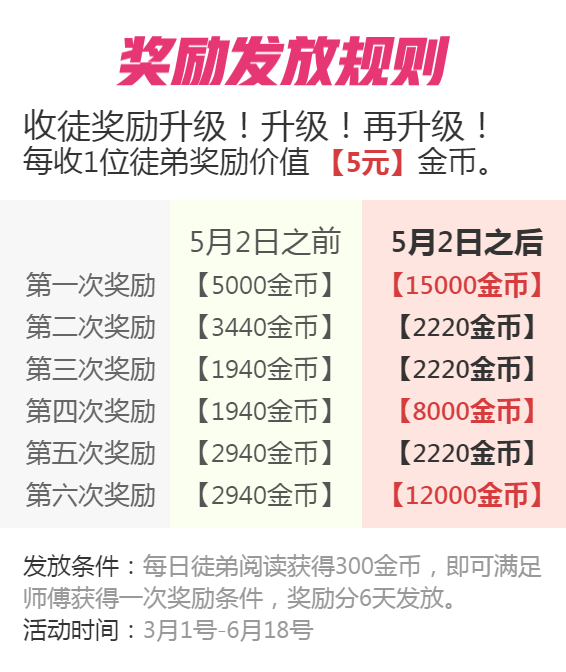 奖励发放规则
收徒奖励升级！升级！再升级！
每收1位徒弟奖励价值【5元】金币。
5月2日之前 5月2日之后
第一次奖励 【5000金币】 【15000金币】
第二次奖励 【3440金币】 【2220金币】
第三次奖励 【1940金币】 【2220金币】
第四次奖励 【1940金币】 【8000金币】
第五次奖励 【2940金币】 【2220金币】
第六次奖励 【2940金币】 【12000金币】
发放条件：每日徒弟阅读获得300金币，即可满足
师傅获得一次奖励条件，奖励分6天发放。
活动时间：3月1号-6月18号